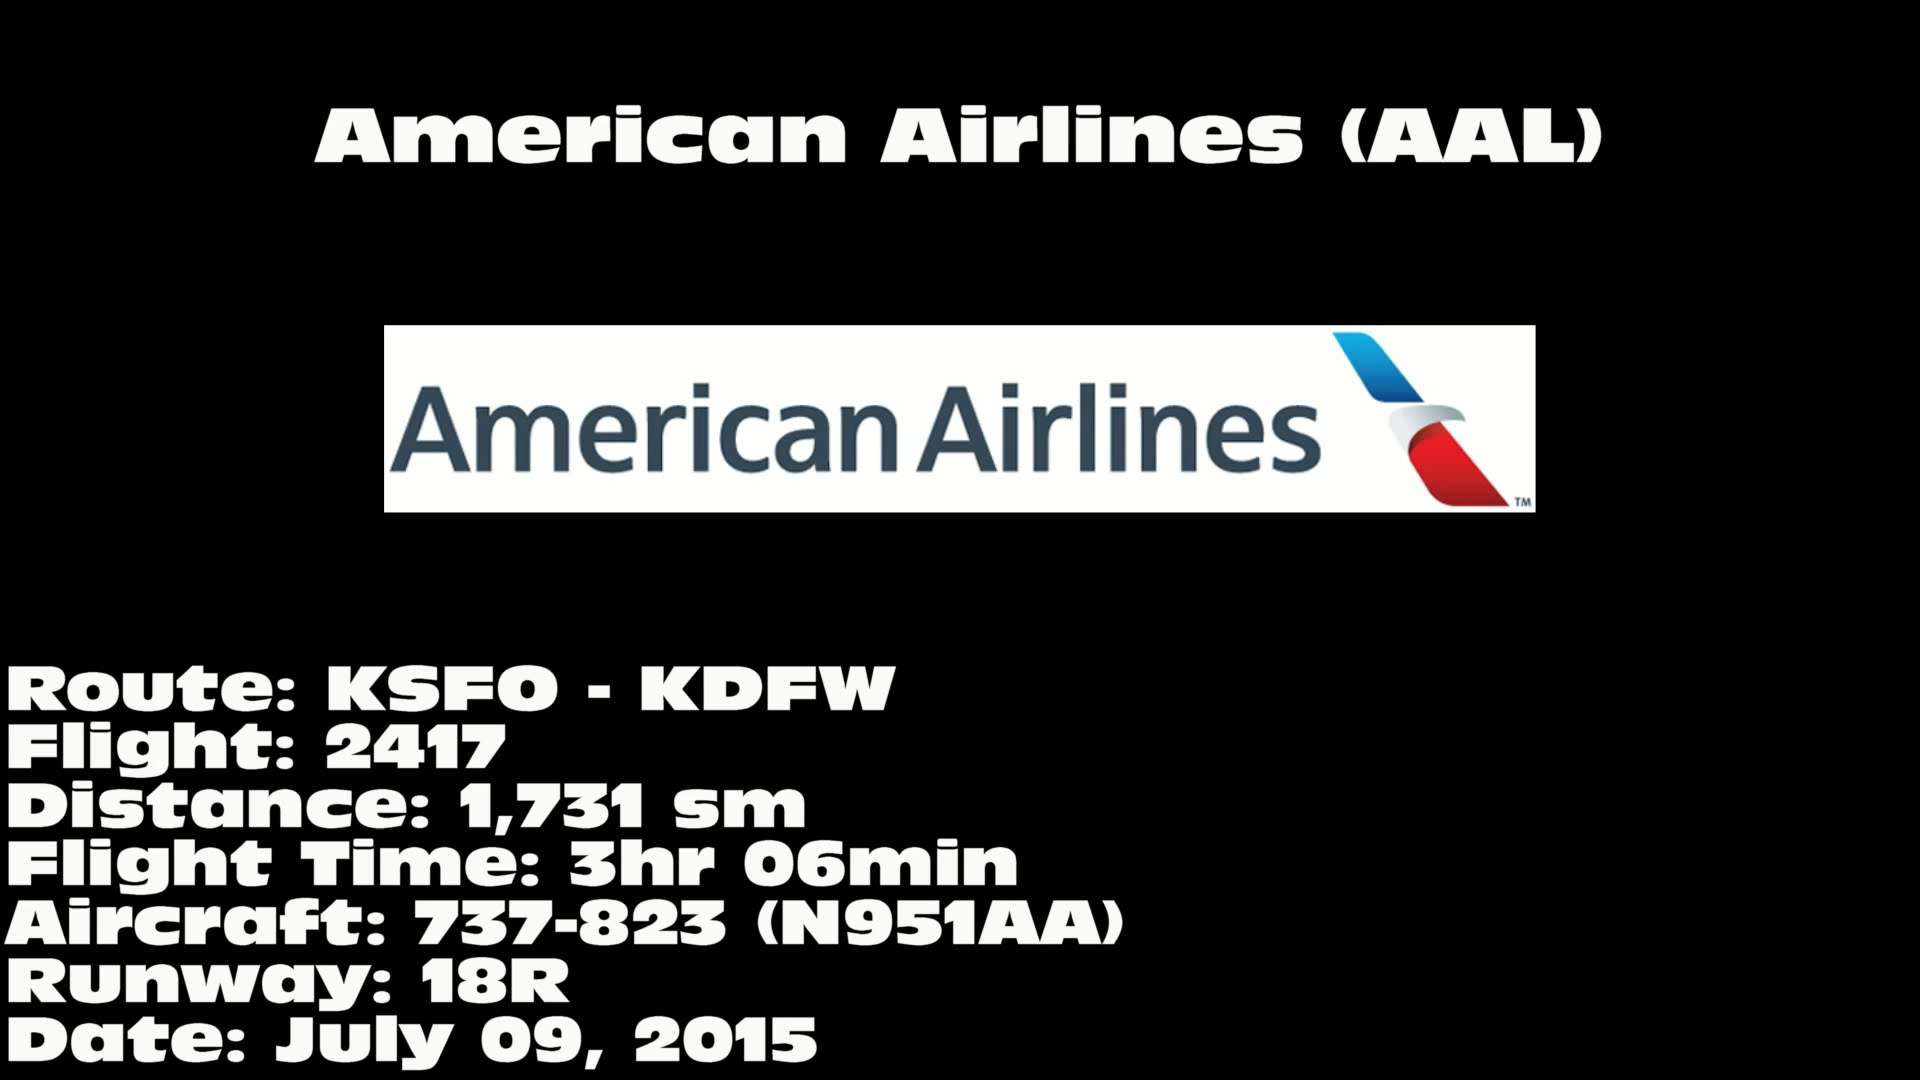 American Airlines (AAL)
American Airlines
TM
Route: KSFO - KDFW
Flight: 2417
Distance: 1,731 sm
Flight Time: 3hr 06min
Aircraft: 737-823 (N951AA)
Runway: 18R
Date: July 09, 2015